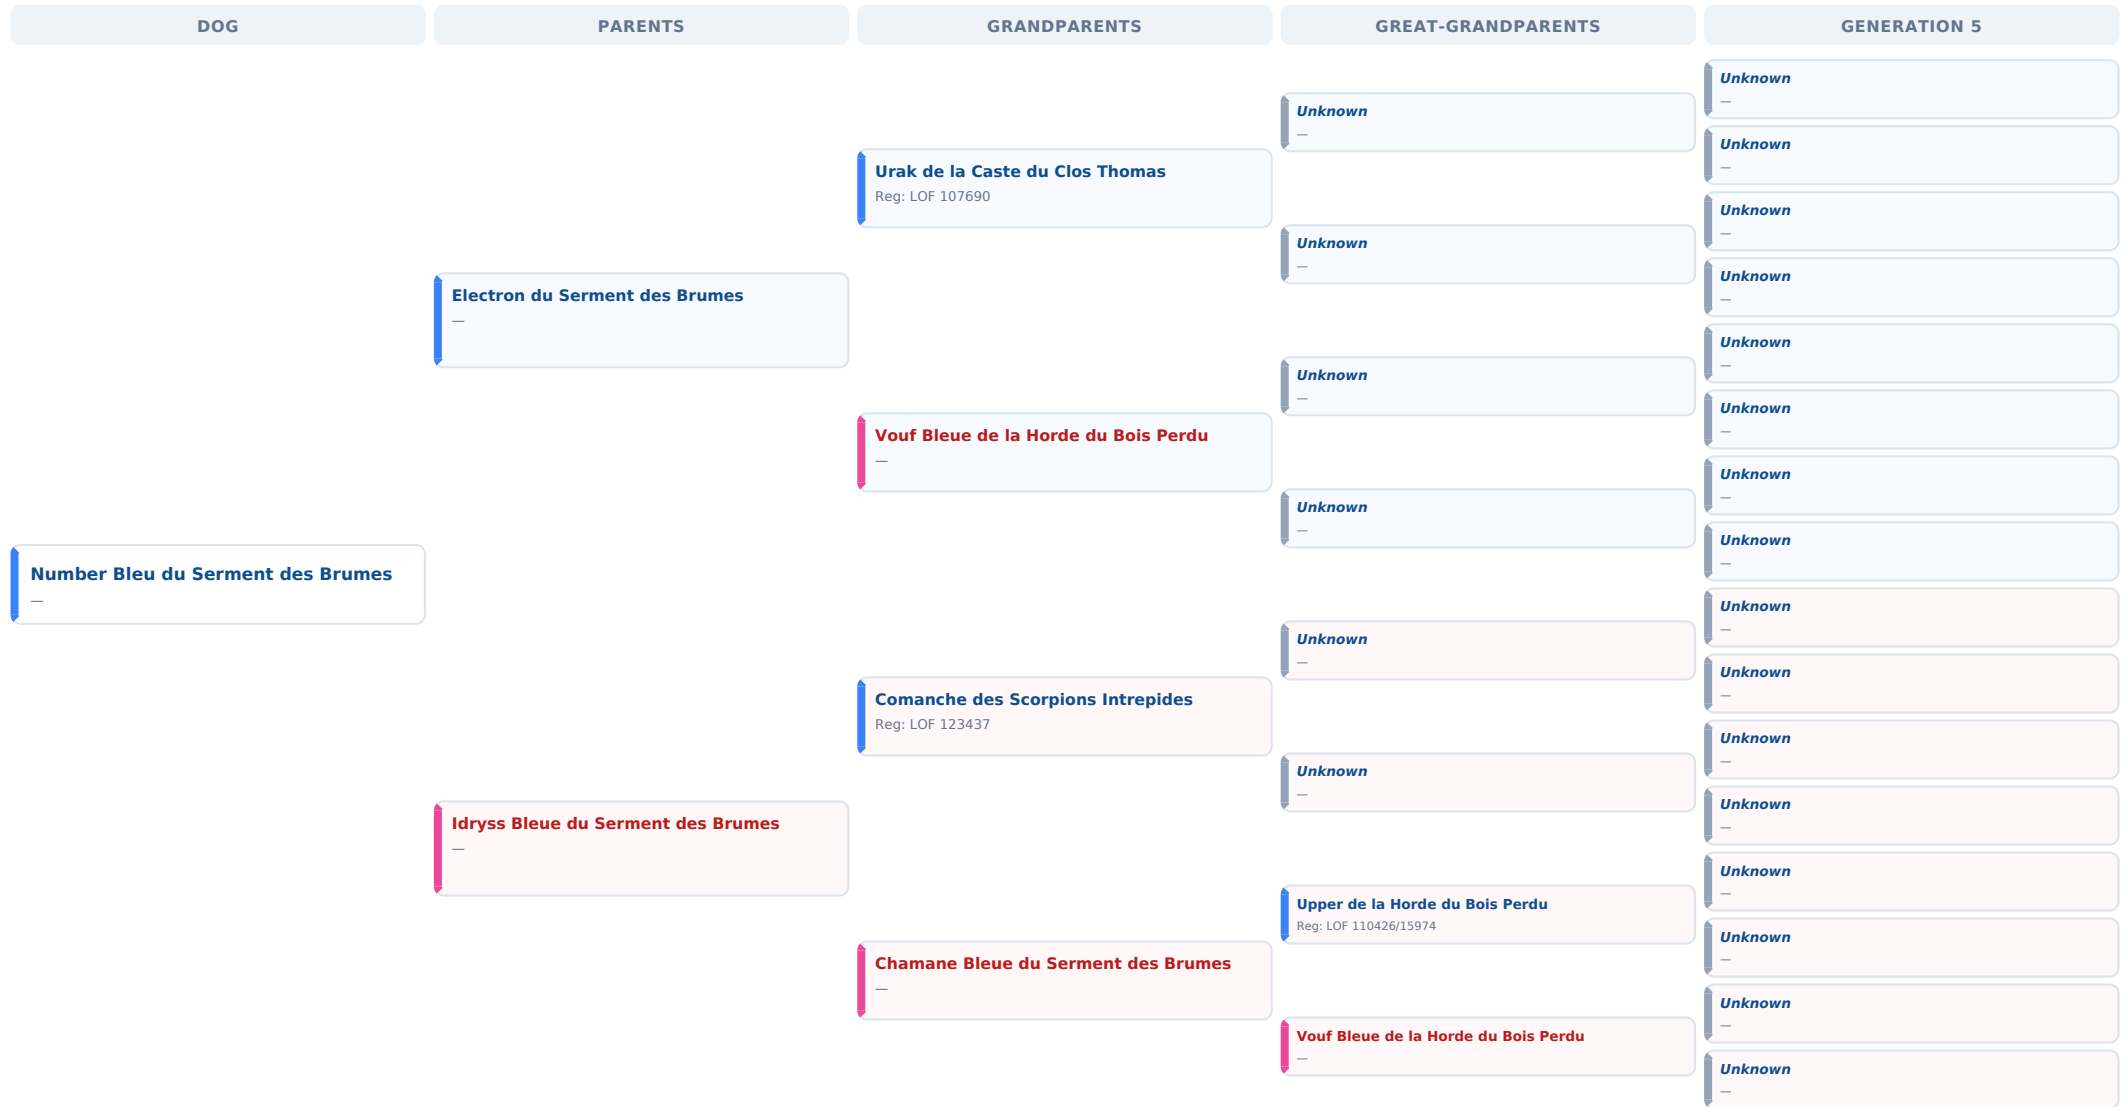 DOG
PARENTS
GRANDPARENTS
GREAT-GRANDPARENTS
GENERATION 5
Number Bleu du Serment des Brumes
—
Electron du Serment des Brumes
—
Idryss Bleue du Serment des Brumes
—
Urak de la Caste du Clos Thomas
Reg: LOF 107690
Vouf Bleue de la Horde du Bois Perdu
—
Comanche des Scorpions Intrepides
Reg: LOF 123437
Chamane Bleue du Serment des Brumes
—
Unknown
—
Unknown
—
Unknown
—
Unknown
—
Unknown
—
Unknown
—
Upper de la Horde du Bois Perdu
Reg: LOF 110426/15974
Vouf Bleue de la Horde du Bois Perdu
—
Unknown
—
Unknown
—
Unknown
—
Unknown
—
Unknown
—
Unknown
—
Unknown
—
Unknown
—
Unknown
—
Unknown
—
Unknown
—
Unknown
—
Unknown
—
Unknown
—
Unknown
—
Unknown
—